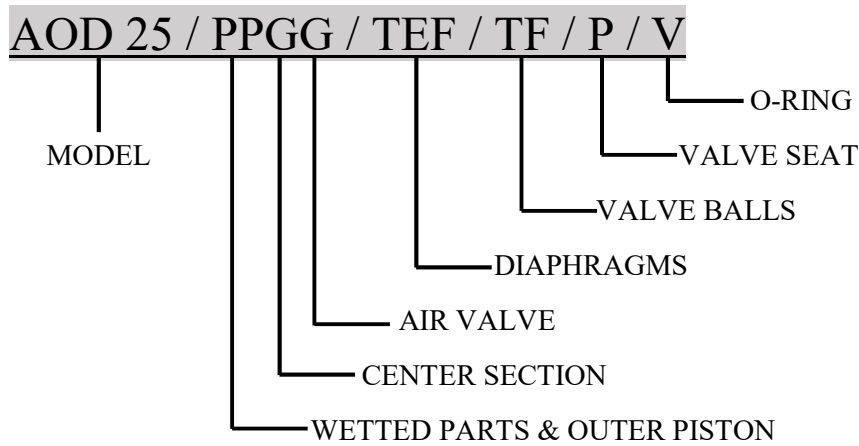 AOD 25 / PPGG / TEF / TF / P / V
O-RING
MODEL
VALVE SEAT
VALVE BALLS
DIAPHRAGMS
AIR VALVE
CENTER SECTION
WETTED PARTS & OUTER PISTON